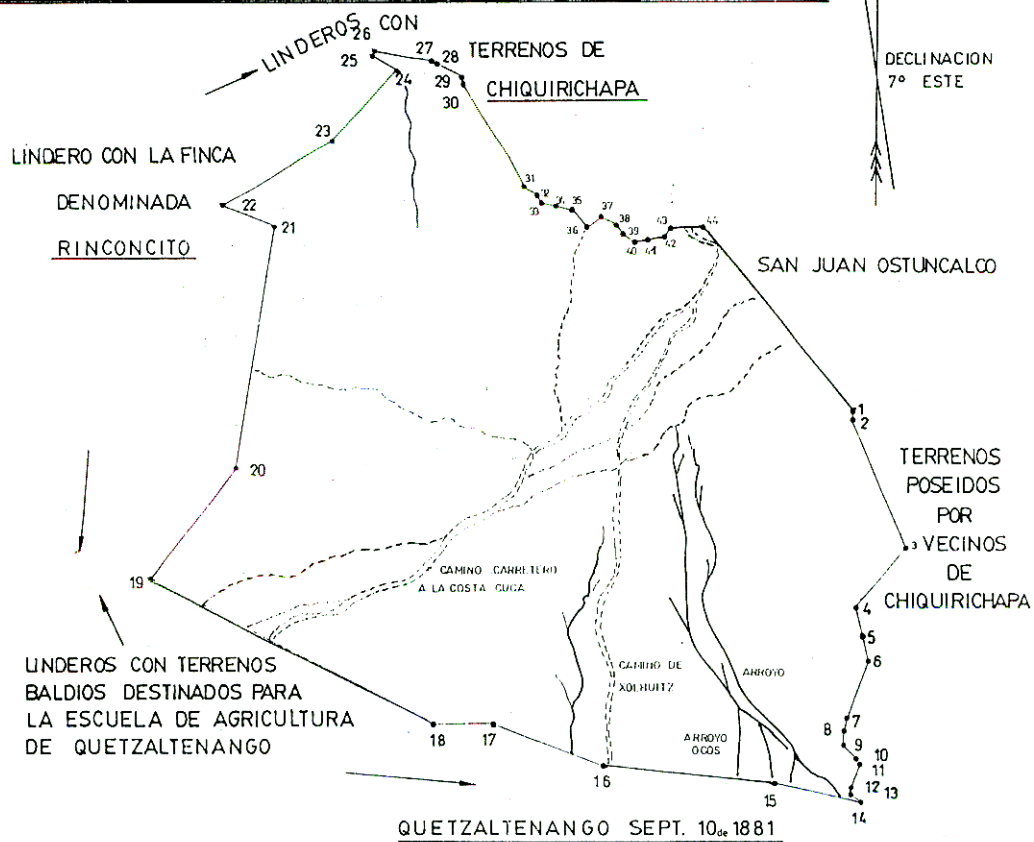 LINDEROS CON
TERRENOS DE
CHIQUIRICHAPA
DECLINACION
7º ESTE
LINDERO CON LA FINCA
DENOMINADA
RINCONCITO
SAN JUAN OSTUNCALCO
TERRENOS
POSEIDOS
POR
VECINOS
DE
CHIQUIRICHAPA
CAMINO CARRETERO
A LA COSTA CUCA
CAMINO DE
XOLHUITZ
ARROYO
ARROYO
OCOS
LINDEROS CON TERRENOS
BALDIOS DESTINADOS PARA
LA ESCUELA DE AGRICULTURA
DE QUETZALTENANGO
1
2
3
4
5
6
7
8
9
10
11
12
13
14
15
16
17
18
19
20
21
22
23
24
25
26
27
28
29
30
31
32
33
34
35
36
37
38
39
40
41
42
43
44
QUETZALTENANGO SEPT. 10 de 1881